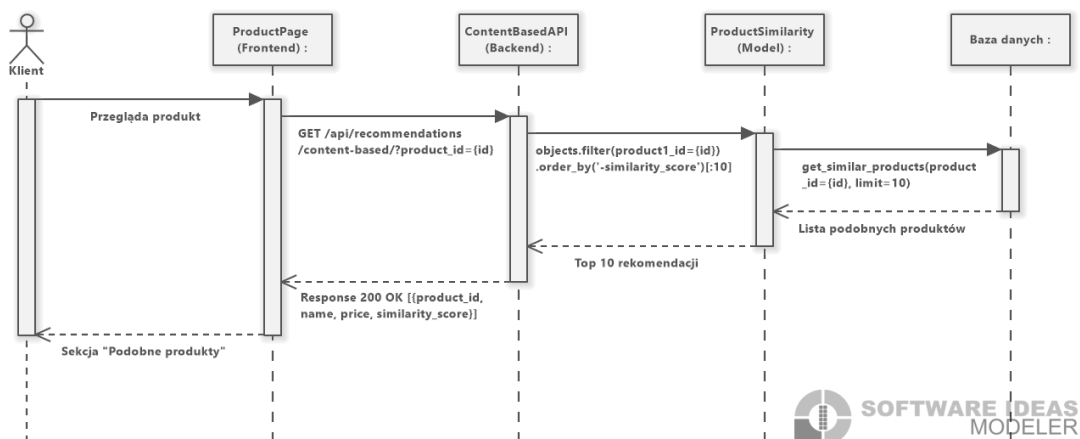 Klient
ProductPage
(Frontend) :
ContentBasedAPI
(Backend) :
ProductSimilarity
(Model) :
Baza danych :
Przegląda produkt
GET /api/recommendations
/content-based/?product_id={id}
objects.filter(product1_id={id})
.order_by('-similarity_score')[:10]
get_similar_products(product
_id={id}, limit=10)
Lista podobnych produktów
Top 10 rekomendacji
Response 200 OK [{product_id,
name, price, similarity_score}]
Sekcja "Podobne produkty"
SOFTWARE IDEAS
MODELER